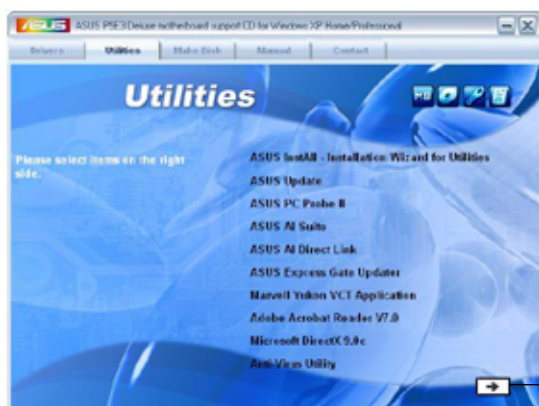 ASUS ASUS P5E3 Deluxe motherboard support CD for Windows XP Home/Professional
Drivers Utilities Make Disk Manual Contact
Utilities
Please select items on the right
side.
ASUS InstAll - Installation Wizard for Utilities
ASUS Update
ASUS PC Probe II
ASUS AI Suite
ASUS AI Direct Link
ASUS Express Gate Updater
Marvell Yukon VCT Application
Adobe Acrobat Reader V7.0
Microsoft DirectX 9.0c
Anti-Virus Utility